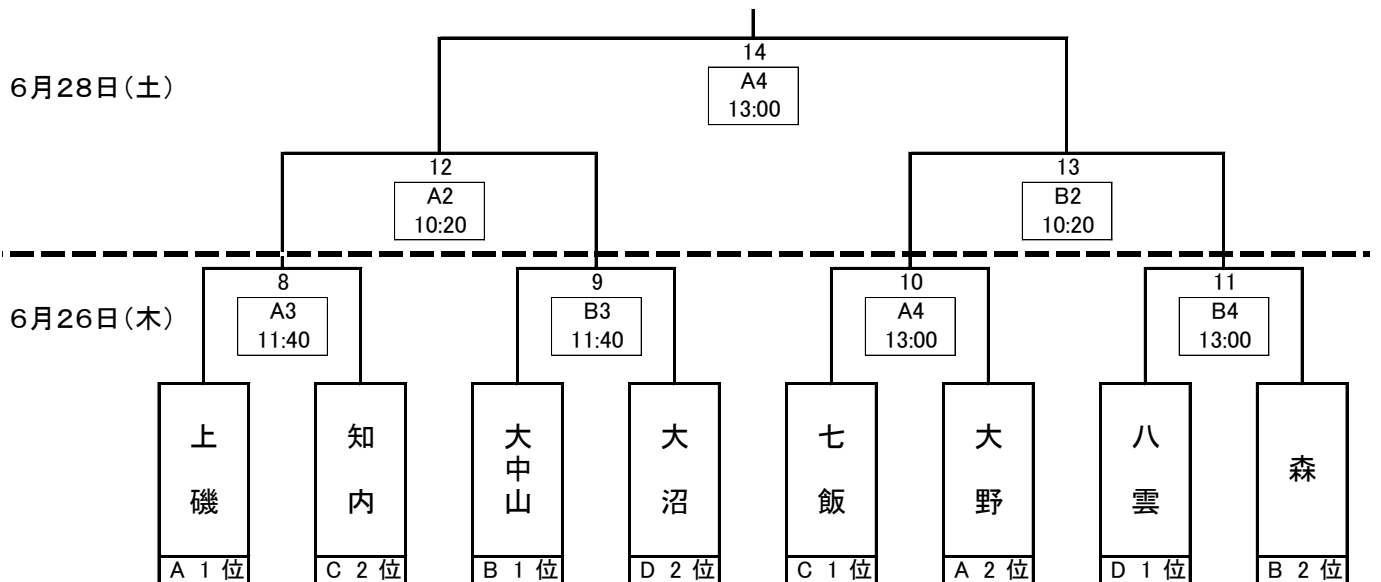 14
A4
13:00
６月２８日（土）
12
A2
10:20
13
B2
10:20
8
A3
11:40
9
B3
11:40
10
A4
13:00
11
B4
13:00
６月２６日（木）
上磯
知内
大中山
大沼
七飯
大野
八雲
森
A 1 位
C 2 位
B 1 位
D 2 位
C 1 位
A 2 位
D 1 位
B 2 位